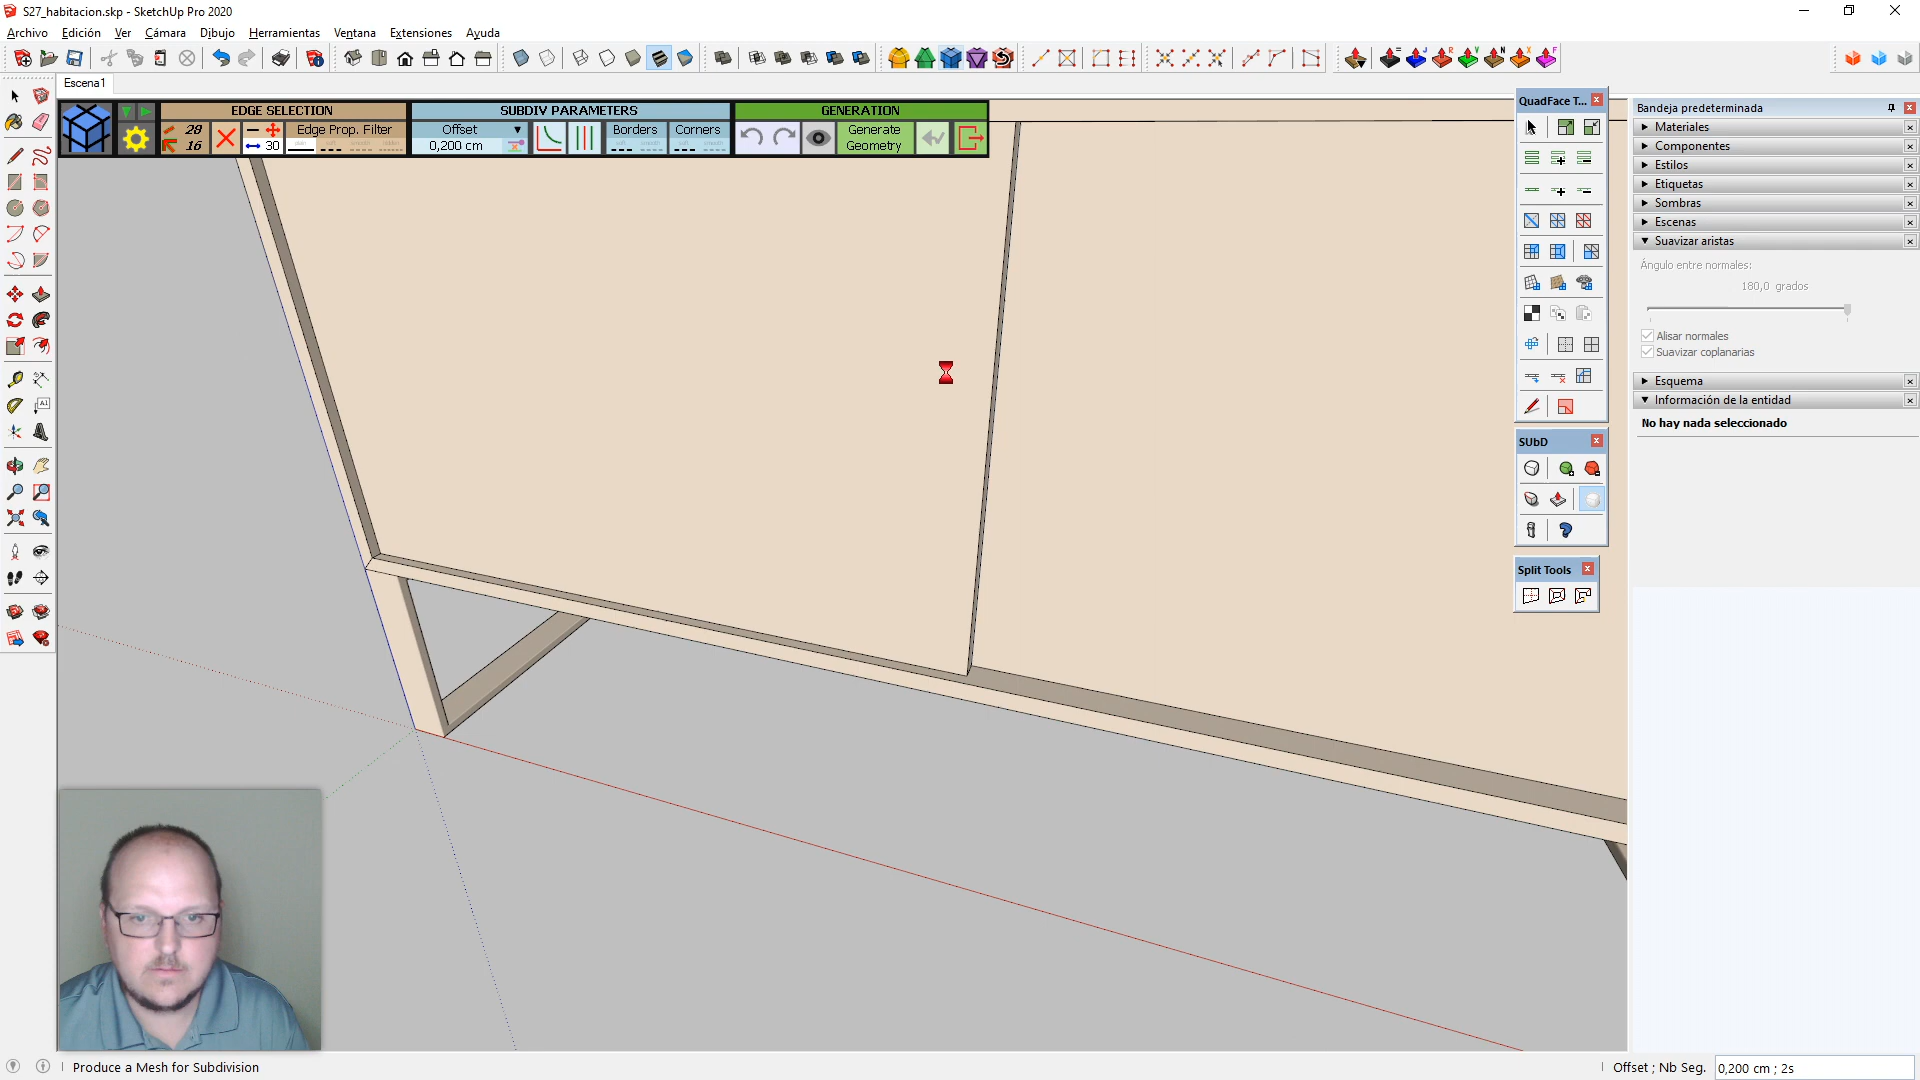 S27_habitacion.skp - SketchUp Pro 2020
Archivo Edición Ver Cámara Dibujo Herramientas Ventana Extensiones Ayuda
Escena1
EDGE SELECTION
SUBDIV PARAMETERS
GENERATION
28
16
30
Edge Prop. Filter
Offset
0,200 cm
Borders
Corners
Generate
Geometry
QuadFace T...
SUbD
Split Tools
Bandeja predeterminada
Materiales
Componentes
Estilos
Etiquetas
Sombras
Escenas
Suavizar aristas
Ángulo entre normales:
180,0 grados
Alisar normales
Suavizar coplanarias
Esquema
Información de la entidad
No hay nada seleccionado
Produce a Mesh for Subdivision
Offset ; Nb Seg.
0,200 cm ; 2s